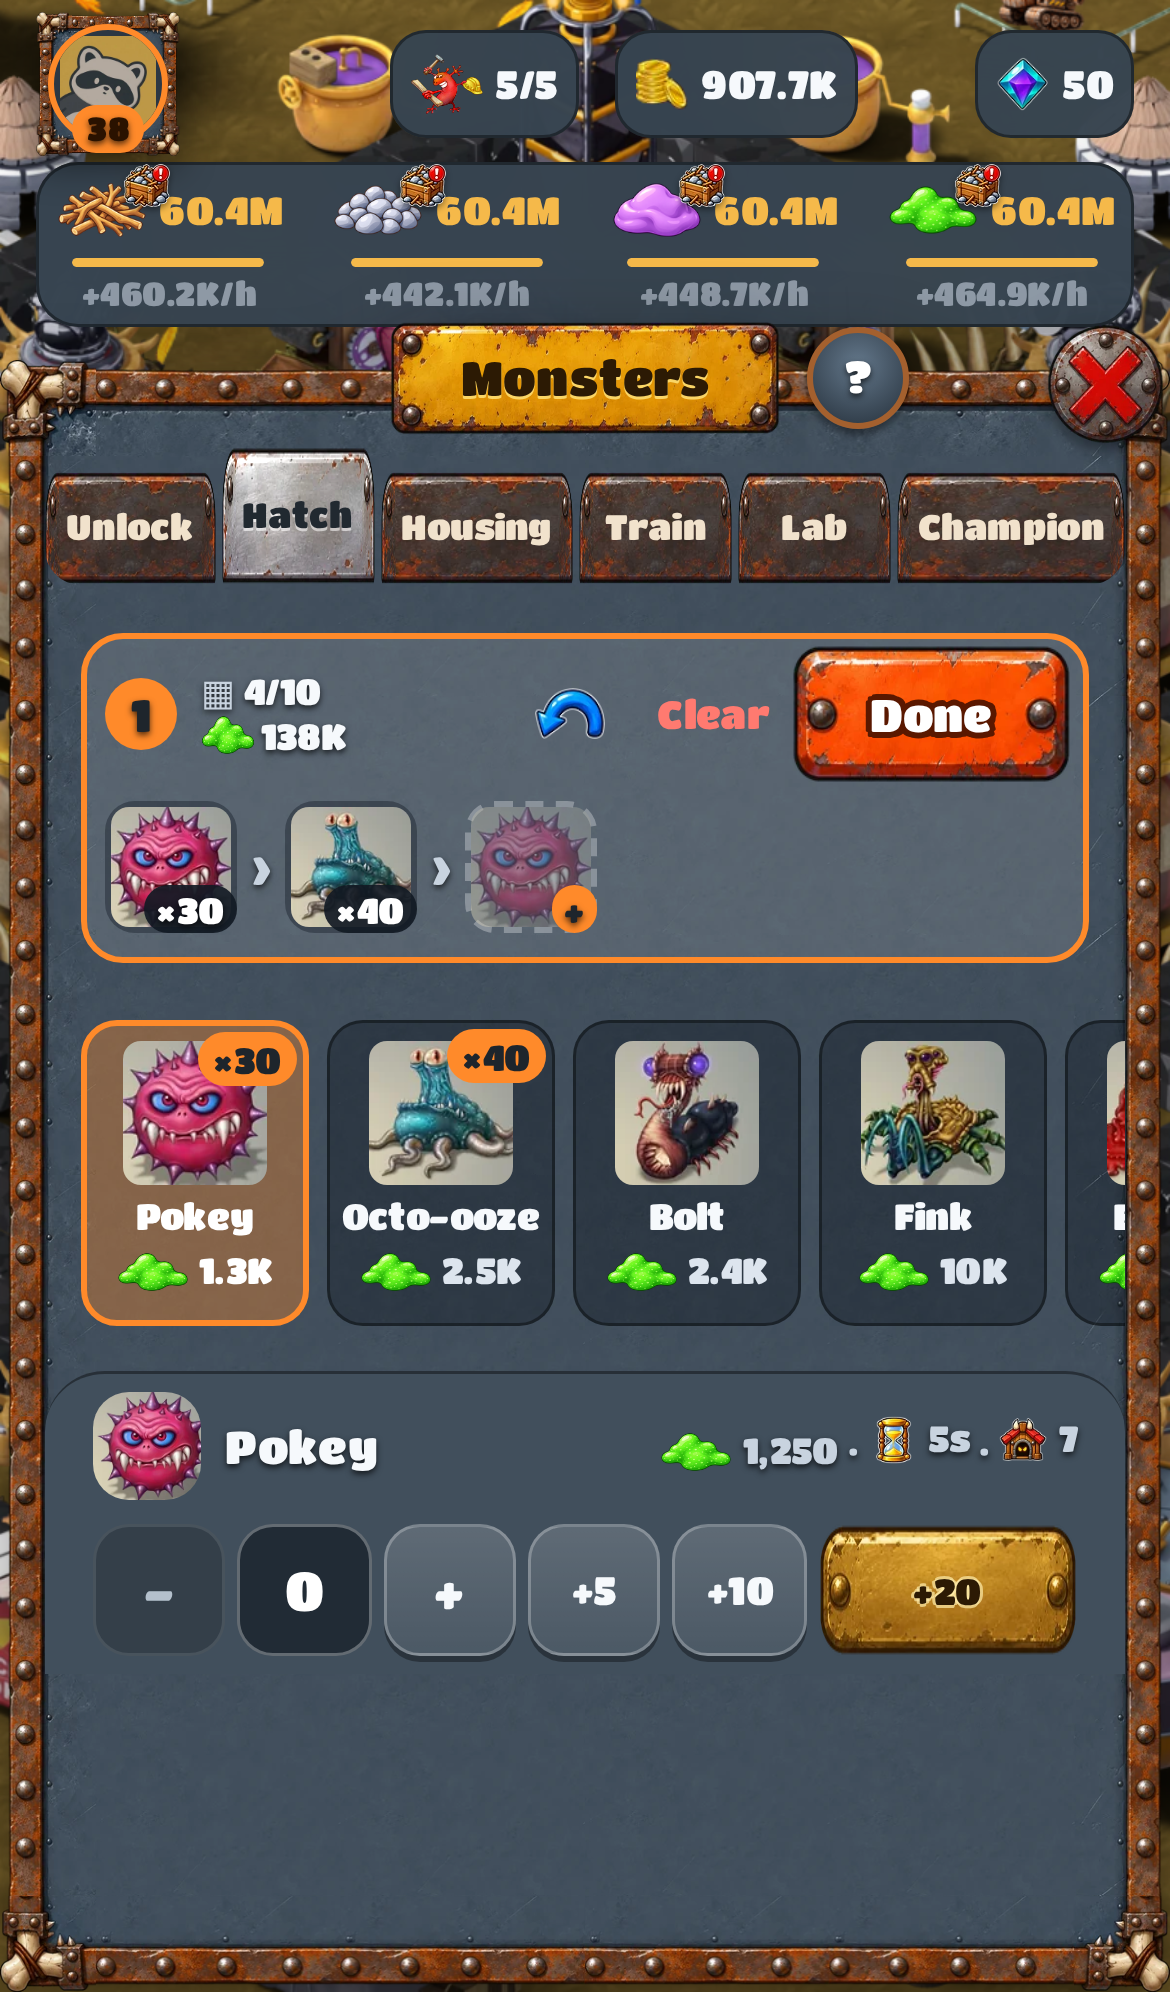 38
5/5
907.7K
50
60.4M
60.4M
60.4M
60.4M
+460.2K/h
+442.1K/h
+448.7K/h
+464.9K/h
Monsters
?
Unlock
Hatch
Housing
Train
Lab
Champion
1
4/10
138K
Clear
Done
×30
×40
+
×30
×40
Pokey
Octo-ooze
Bolt
Fink
1.3K
2.5K
2.4K
10K
Pokey
1,250 · 5s · 7
-
0
+
+5
+10
+20